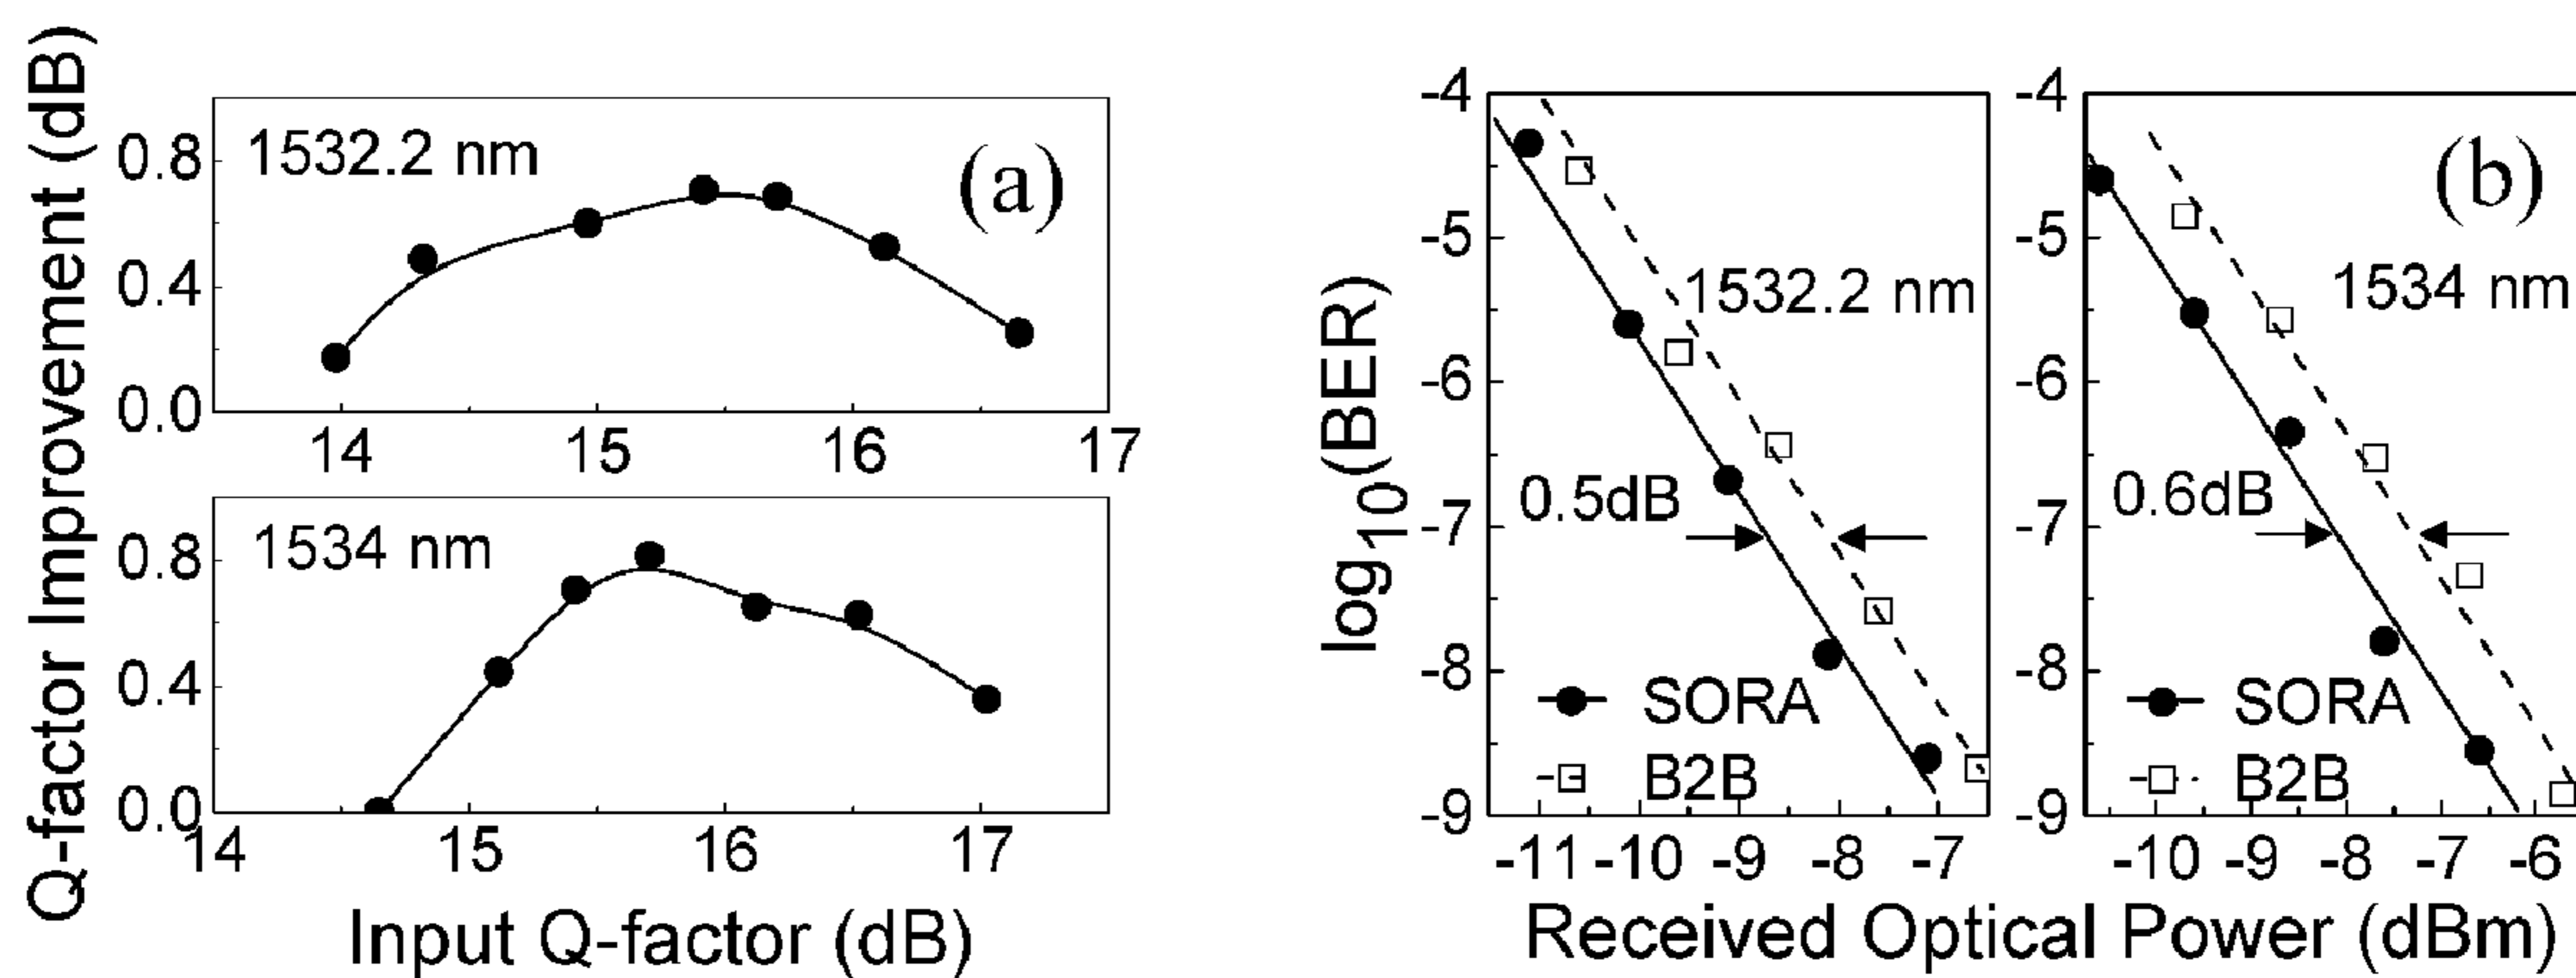 Q-factor Improvement (dB)
1532.2 nm
(a)
0.8
0.4
0.0
14 15 16 17
1534 nm
0.8
0.4
0.0
14 15 16 17
Input Q-factor (dB)
log10(BER)
-4
-5
-6
-7
-8
-9
1532.2 nm
0.5dB
SORA
B2B
-11 -10 -9 -8 -7
-4
-5
-6
-7
-8
-9
(b)
1534 nm
0.6dB
SORA
B2B
-10 -9 -8 -7 -6
Received Optical Power (dBm)